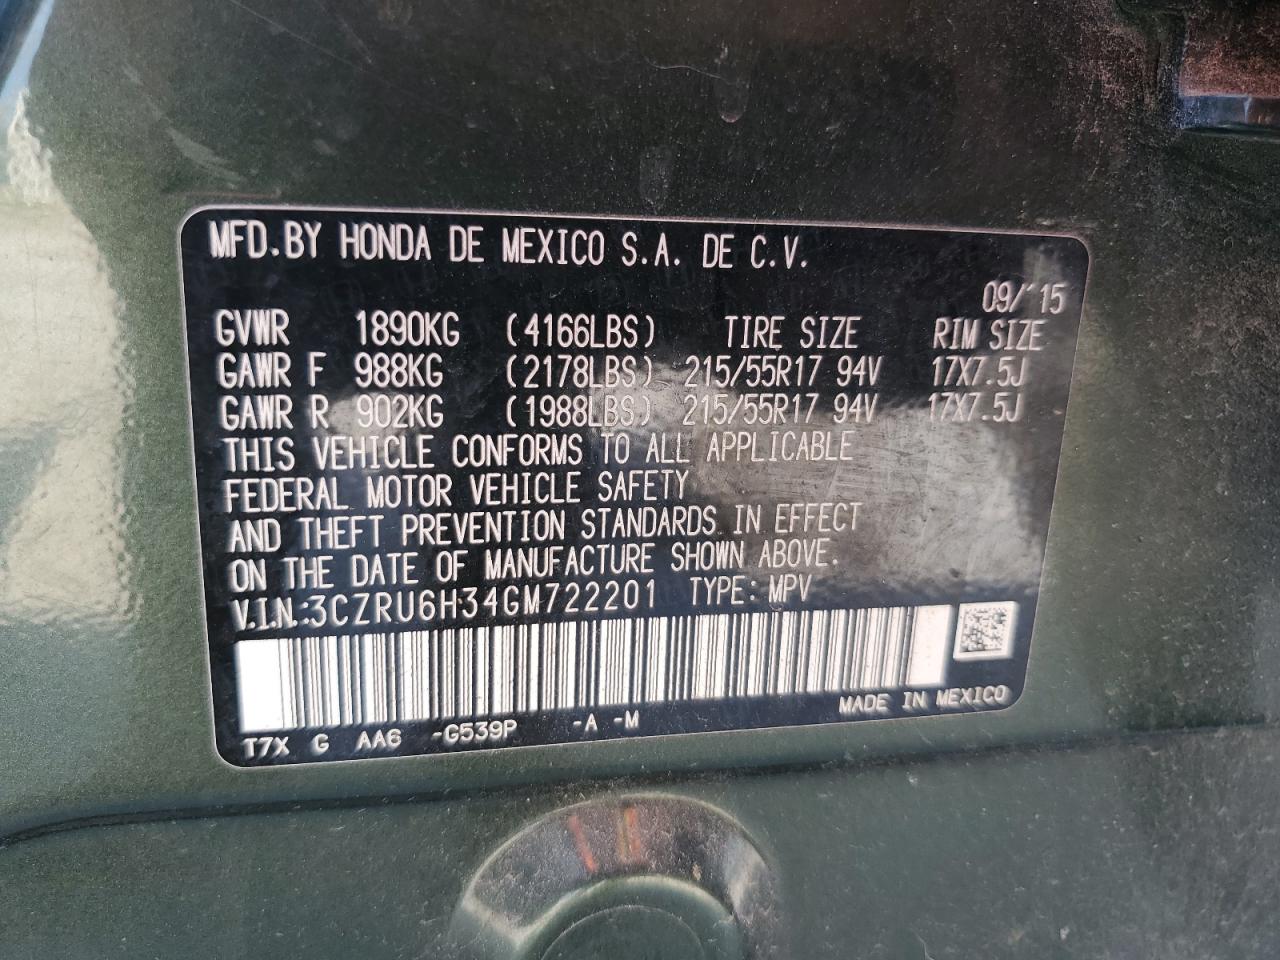 MFD.BY HONDA DE MEXICO S.A. DE C.V.
09/'15
GVWR 1890KG (4166LBS) TIRE SIZE RIM SIZE
GAWR F 988KG (2178LBS) 215/55R17 94V 17X7.5J
GAWR R 902KG (1988LBS) 215/55R17 94V 17X7.5J
THIS VEHICLE CONFORMS TO ALL APPLICABLE
FEDERAL MOTOR VEHICLE SAFETY
AND THEFT PREVENTION STANDARDS IN EFFECT
ON THE DATE OF MANUFACTURE SHOWN ABOVE.
V.I.N.:3CZRU6H34GM722201 TYPE: MPV
MADE IN MEXICO
T7X G AA6 -G539P -A -M